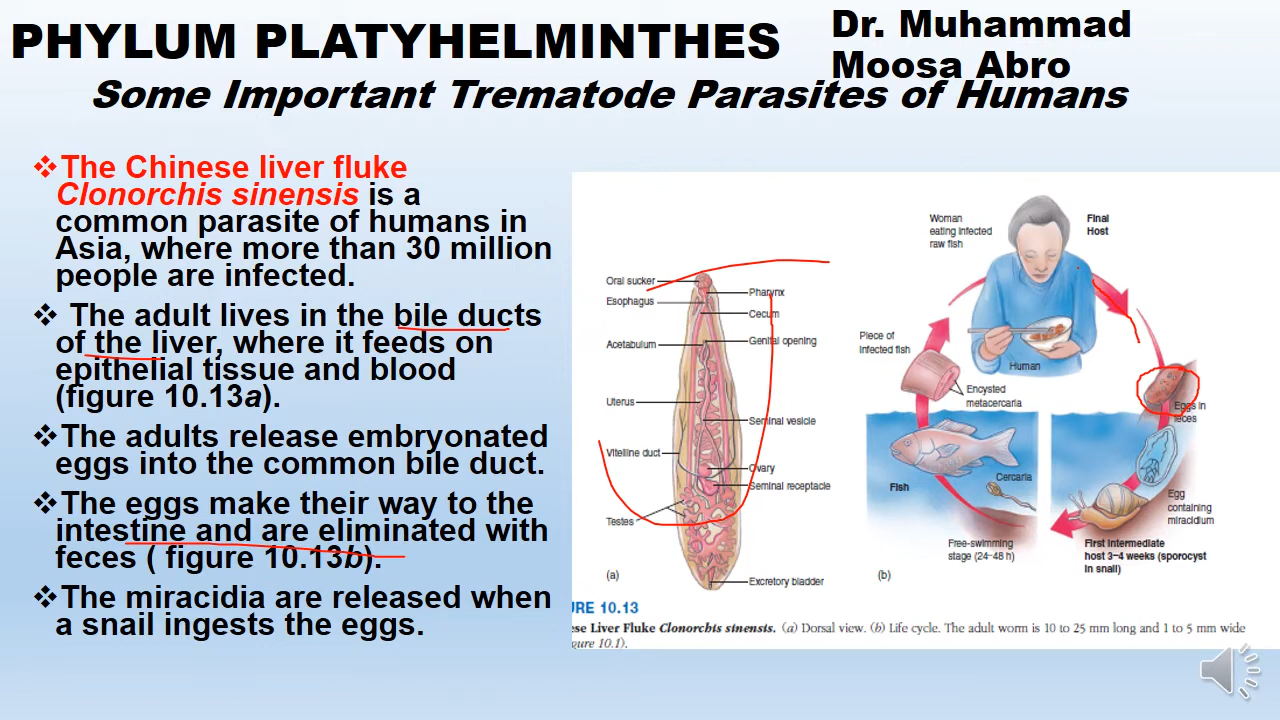 PHYLUM PLATYHELMINTHES
Dr. Muhammad
Moosa Abro
Some Important Trematode Parasites of Humans
❖The Chinese liver fluke
Clonorchis sinensis is a
common parasite of humans in
Asia, where more than 30 million
people are infected.
❖ The adult lives in the bile ducts
of the liver, where it feeds on
epithelial tissue and blood
(figure 10.13a).
❖The adults release embryonated
eggs into the common bile duct.
❖The eggs make their way to the
intestine and are eliminated with
feces ( figure 10.13b).
❖The miracidia are released when
a snail ingests the eggs.
Oral sucker
Esophagus
Acetabulum
Uterus
Vitelline duct
Testes
Pharynx
Cecum
Genital opening
Seminal vesicle
Ovary
Seminal receptacle
Excretory bladder
(a)
Woman
eating infected
raw fish
Final
Host
Human
Piece of
infected fish
Encysted
metacercaria
Eggs in
feces
Fish
Cercaria
Egg
containing
miracidium
Free-swimming
stage (24–48 h)
First intermediate
host 3–4 weeks (sporocyst
in snail)
(b)
URE 10.13
ese Liver Fluke Clonorchis sinensis. (a) Dorsal view. (b) Life cycle. The adult worm is 10 to 25 mm long and 1 to 5 mm wide
gure 10.1).